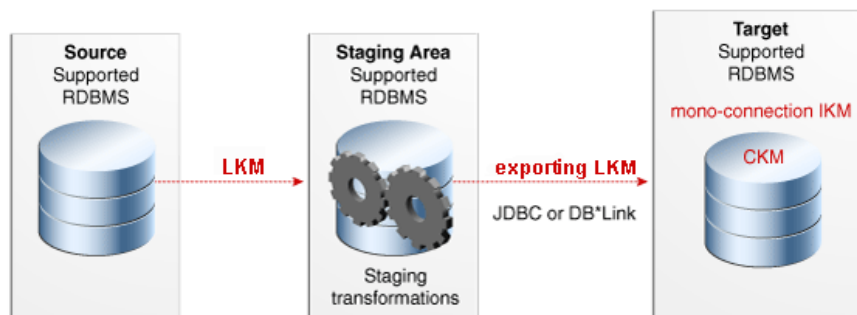 Source
Supported
RDBMS
LKM
Staging Area
Supported
RDBMS
Staging
transformations
exporting LKM
JDBC or DB*Link
Target
Supported
RDBMS
mono-connection IKM
CKM